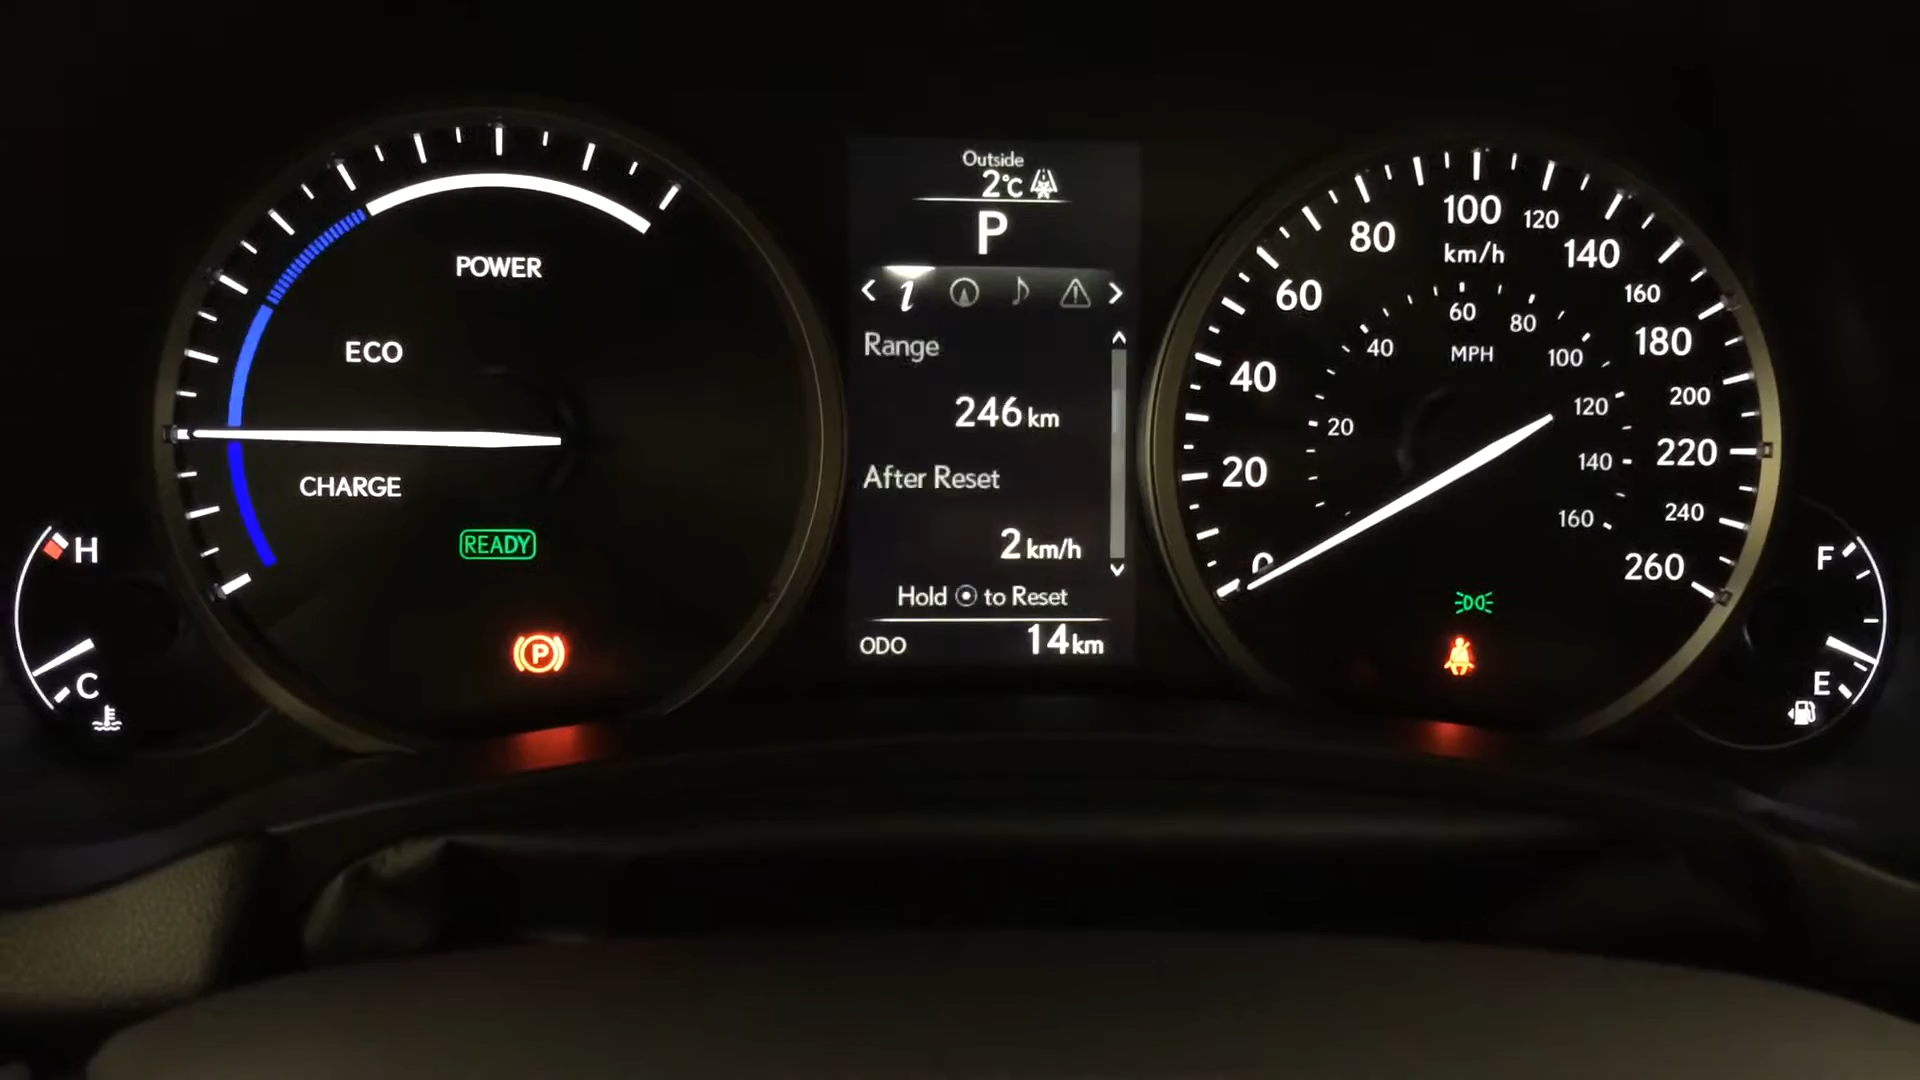 POWER
ECO
CHARGE
READY
P
H
C
Outside
2°C
P
i
Range
246 km
After Reset
2 km/h
Hold to Reset
ODO 14 km
0
20
40
60
80
100
120
140
160
180
200
220
240
260
km/h
20
40
60
80
100
120
140
160
MPH
F
E